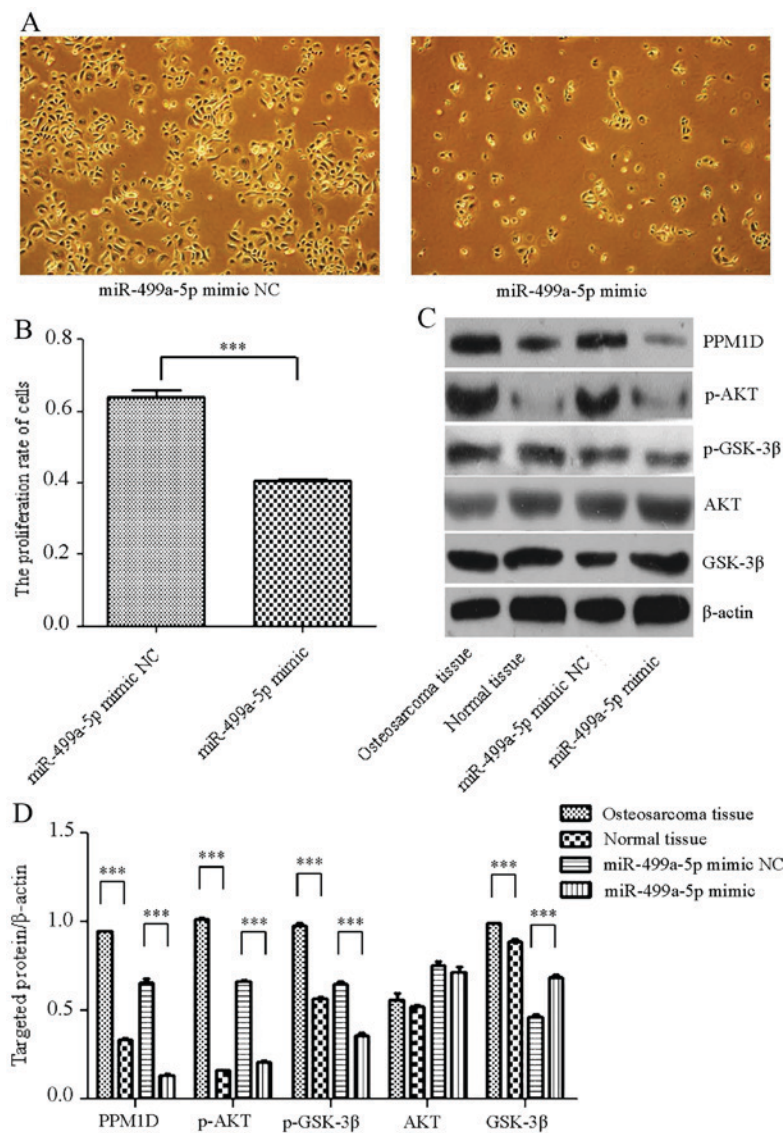 A
miR-499a-5p mimic NC
miR-499a-5p mimic
B
The proliferation rate of cells
0.8
0.6
0.4
0.2
0.0
***
miR-499a-5p mimic NC
miR-499a-5p mimic
C
PPM1D
p-AKT
p-GSK-3β
AKT
GSK-3β
β-actin
Osteosarcoma tissue
Normal tissue
miR-499a-5p mimic NC
miR-499a-5p mimic
D
Osteosarcoma tissue
Normal tissue
miR-499a-5p mimic NC
miR-499a-5p mimic
Targeted protein/β-actin
1.5
1.0
0.5
0.0
*** *** *** *** *** *** *** ***
PPM1D p-AKT p-GSK-3β AKT GSK-3β